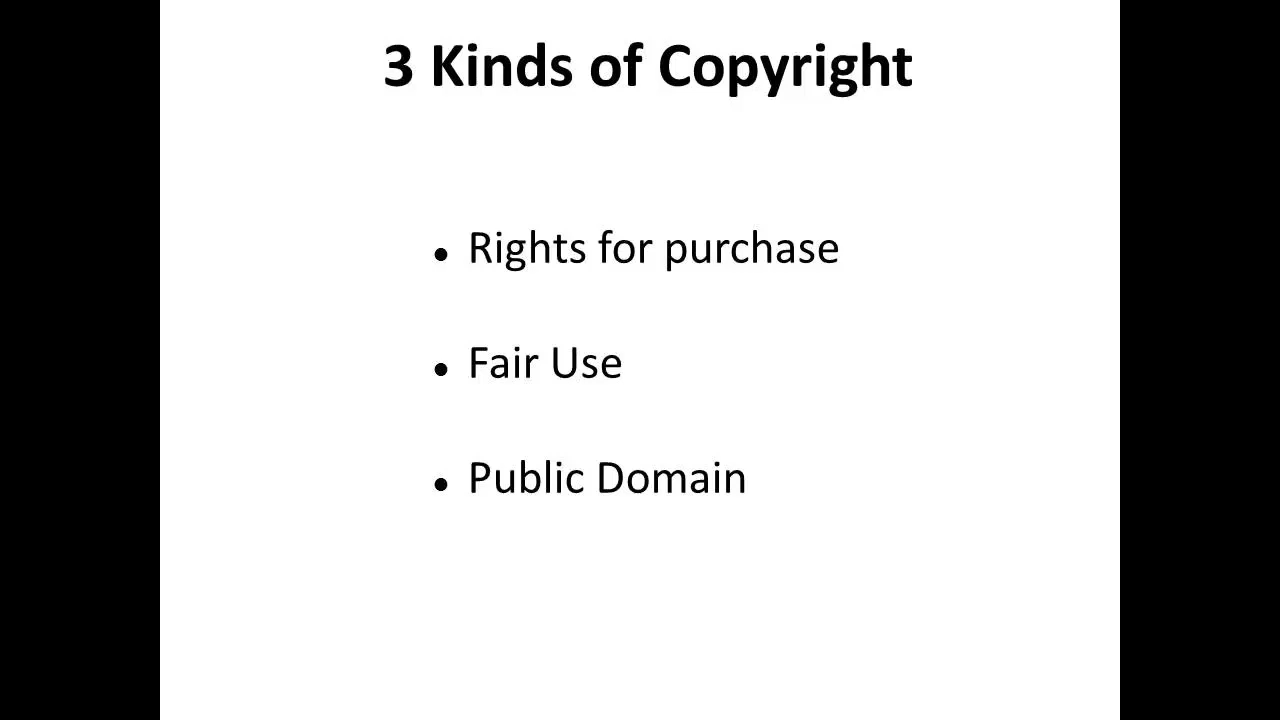 3 Kinds of Copyright
• Rights for purchase
• Fair Use
• Public Domain